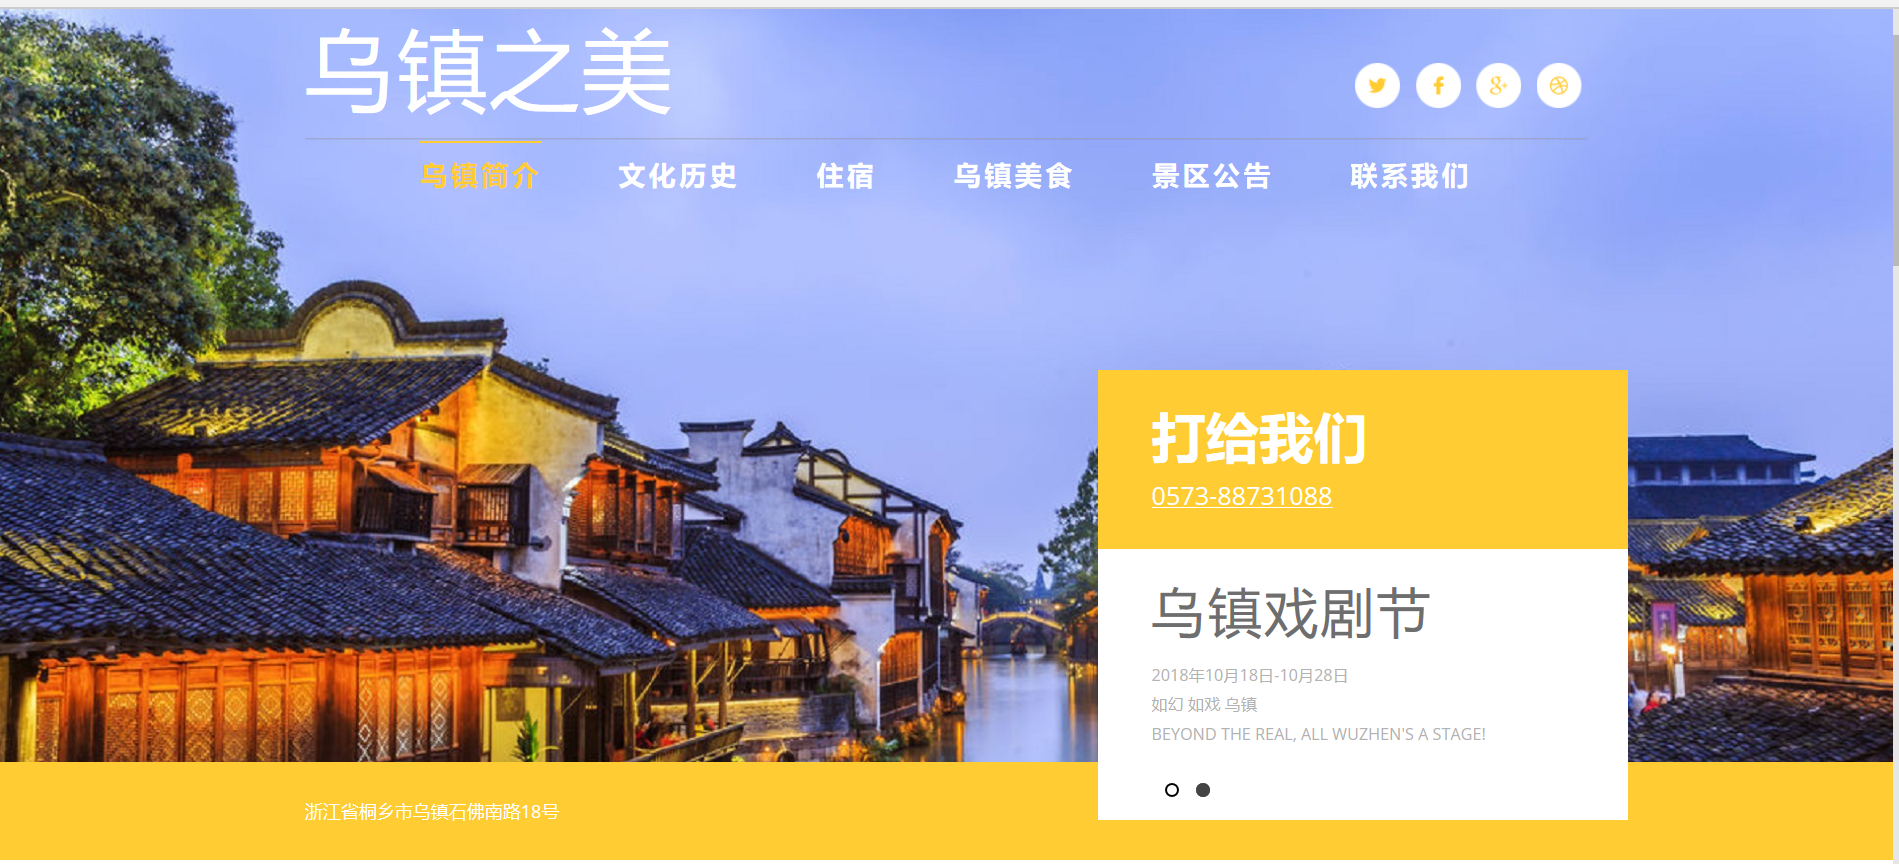 乌镇之美
乌镇简介 文化历史 住宿 乌镇美食 景区公告 联系我们
打给我们
0573-88731088
乌镇戏剧节
2018年10月18日-10月28日
如幻 如戏 乌镇
BEYOND THE REAL, ALL WUZHEN'S A STAGE!
浙江省桐乡市乌镇石佛南路18号